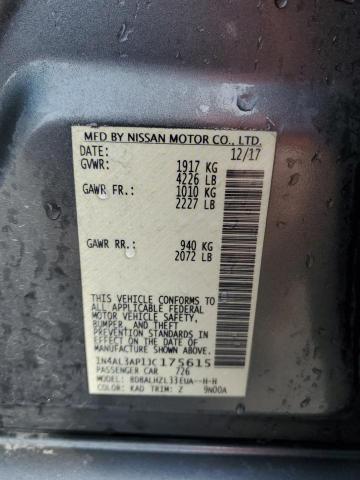 MFD BY NISSAN MOTOR CO., LTD.
DATE: 12/17
GVWR: 1917 KG
4226 LB
GAWR FR: 1010 KG
2227 LB
GAWR RR: 940 KG
2072 LB
THIS VEHICLE CONFORMS TO
ALL APPLICABLE FEDERAL
MOTOR VEHICLE SAFETY,
BUMPER, AND THEFT
PREVENTION STANDARDS IN
EFFECT ON THE DATE OF
MANUFACTURE SHOWN ABOVE.
1N4AL3AP1JC175615
PASSENGER CAR 726
MODEL: BDBALHZL33EUA--H-H
COLOR: KAD TRIM: Z 9N00A